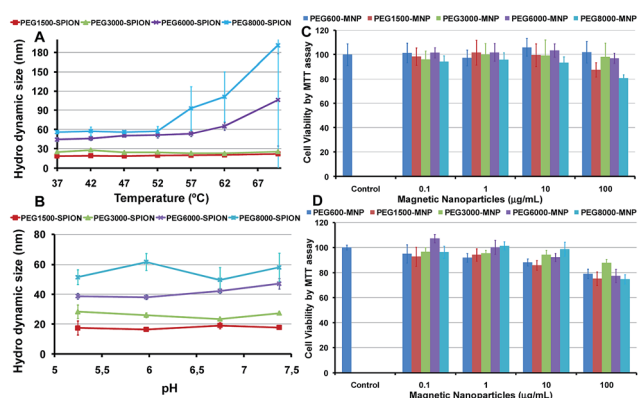 PEG1500-SPION PEG3000-SPION PEG6000-SPION PEG8000-SPION
A
Hydro dynamic size (nm)
180
150
120
90
60
30
0
37 42 47 52 57 62 67
Temperature (ºC)
PEG1500-SPION PEG3000-SPION PEG6000-SPION PEG8000-SPION
B
Hydro dynamic size (nm)
80
60
40
20
0
5 5,5 6 6,5 7 7,5
pH
PEG600-MNP PEG1500-MNP PEG3000-MNP PEG6000-MNP PEG8000-MNP
C
Cell Viability by MTT assay
120
100
80
60
40
20
0
Control 0.1 1 10 100
Magnetic Nanoparticles (µg/mL)
PEG600-MNP PEG1500-MNP PEG3000-MNP PEG6000-MNP PEG8000-MNP
D
Cell Viability by MTT assay
120
100
80
60
40
20
0
Control 0.1 1 10 100
Magnetic Nanoparticles (µg/mL)